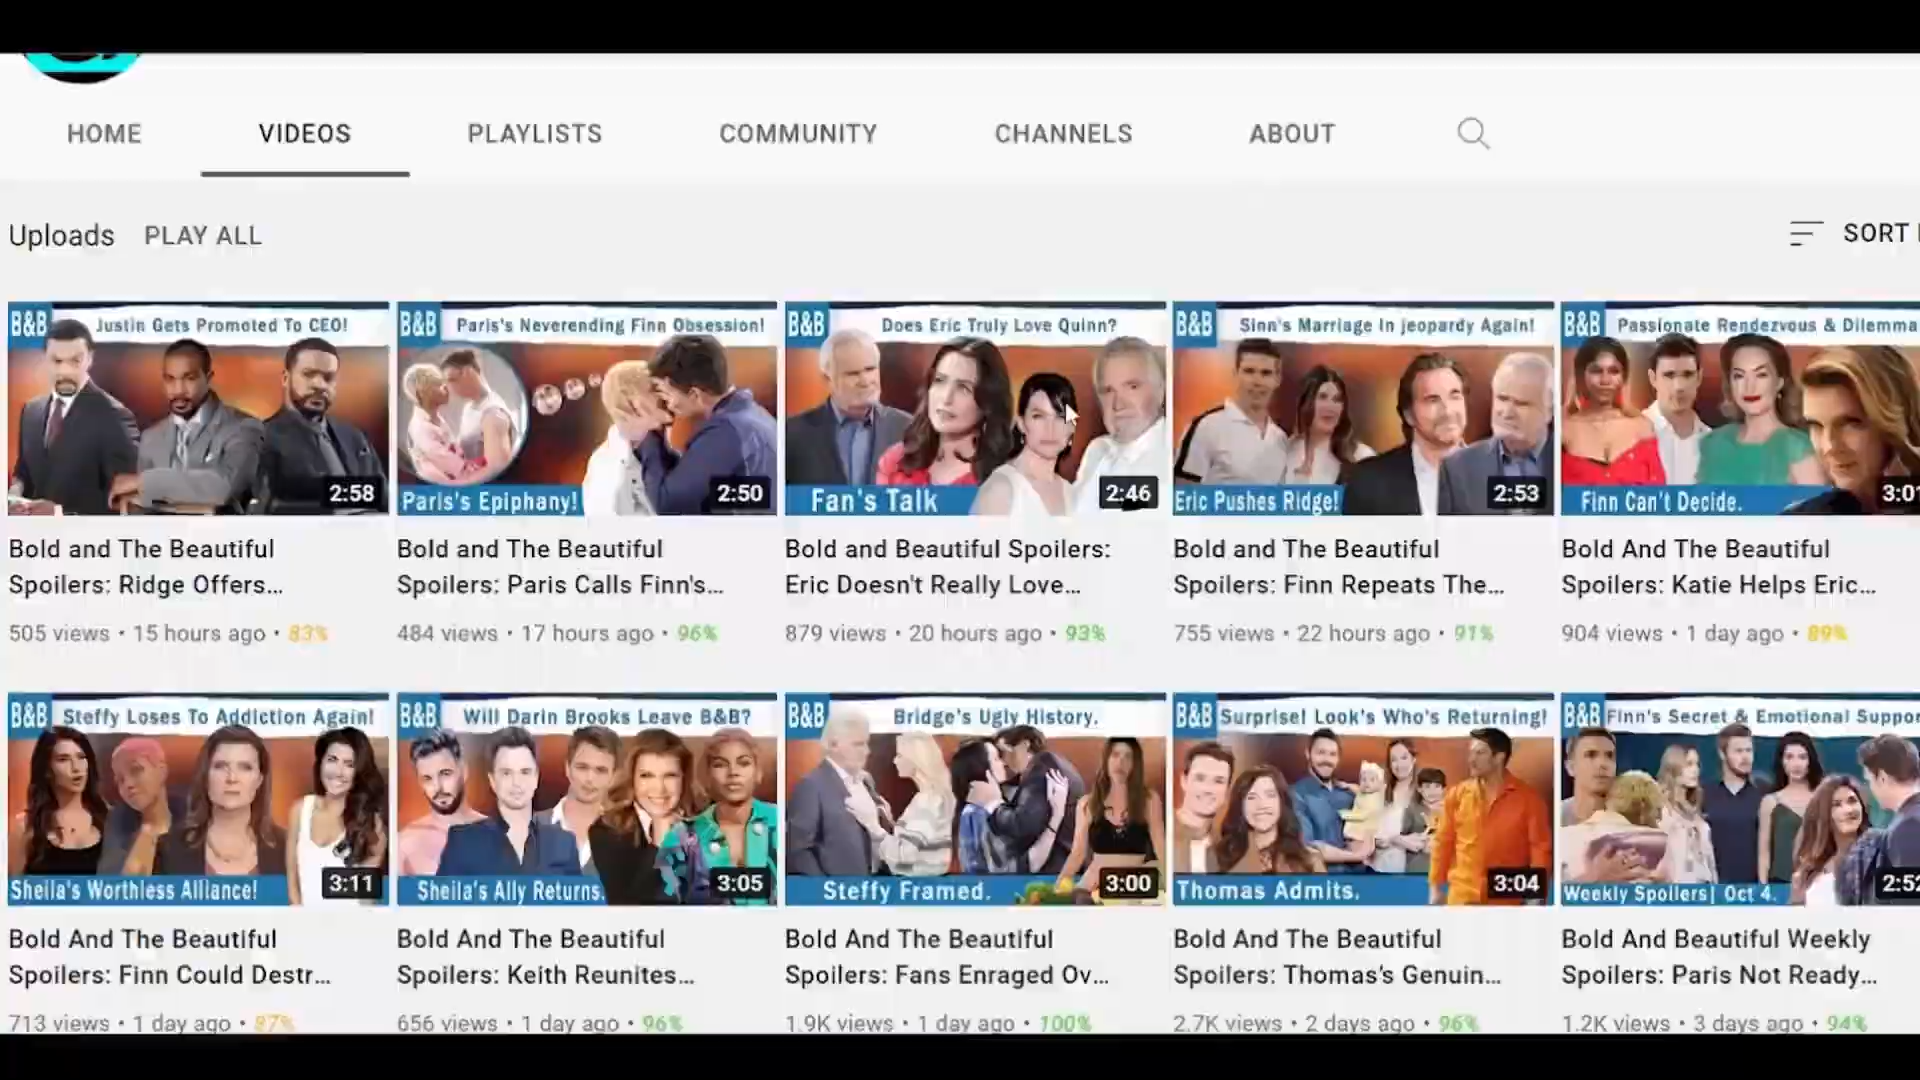 HOME VIDEOS PLAYLISTS COMMUNITY CHANNELS ABOUT
Uploads PLAY ALL SORT
B&B Justin Gets Promoted To CEO!
2:58
Bold and The Beautiful
Spoilers: Ridge Offers...
505 views • 15 hours ago • 83%
B&B Paris's Neverending Finn Obsession!
Paris's Epiphany! 2:50
Bold and The Beautiful
Spoilers: Paris Calls Finn's...
484 views • 17 hours ago • 96%
B&B Does Eric Truly Love Quinn?
Fan's Talk 2:46
Bold and Beautiful Spoilers:
Eric Doesn't Really Love...
879 views • 20 hours ago • 93%
B&B Sinn's Marriage In jeopardy Again!
Eric Pushes Ridge! 2:53
Bold and The Beautiful
Spoilers: Finn Repeats The...
755 views • 22 hours ago • 91%
B&B Passionate Rendezvous & Dilemma
Finn Can't Decide. 3:01
Bold And The Beautiful
Spoilers: Katie Helps Eric...
904 views • 1 day ago • 89%
B&B Steffy Loses To Addiction Again!
Sheila's Worthless Alliance! 3:11
Bold And The Beautiful
Spoilers: Finn Could Destr...
713 views • 1 day ago • 87%
B&B Will Darin Brooks Leave B&B?
Sheila's Ally Returns. 3:05
Bold And The Beautiful
Spoilers: Keith Reunites...
656 views • 1 day ago • 96%
B&B Bridge's Ugly History.
Steffy Framed. 3:00
Bold And The Beautiful
Spoilers: Fans Enraged Ov...
1.9K views • 1 day ago • 100%
B&B Surprise! Look's Who's Returning!
Thomas Admits. 3:04
Bold And The Beautiful
Spoilers: Thomas's Genuin...
2.7K views • 2 days ago • 96%
B&B Finn's Secret & Emotional Suppor
Weekly Spoilers| Oct 4. 2:52
Bold And Beautiful Weekly
Spoilers: Paris Not Ready...
1.2K views • 3 days ago • 94%